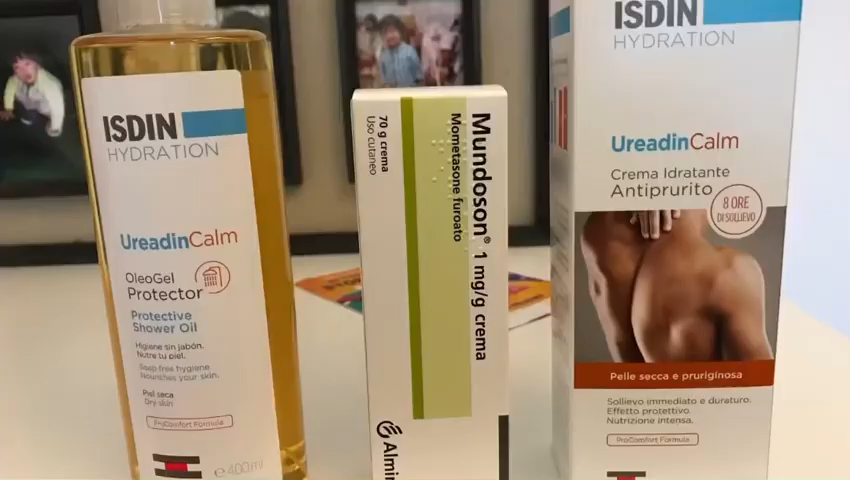 ISDIN
HYDRATION
UreadinCalm
OleoGel
Protector
Protective
Shower Oil
Higiene sin jabón.
Nutre tu piel.
Soap free hygiene
Nourishes your skin.
Piel seca
Dry skin
ProComfort Formula
e 400 ml
Mundoson® 1 mg/g crema
Mometasone furoato
70 g crema
Uso cutaneo
ISDIN
HYDRATION
UreadinCalm
Crema Idratante
Antiprurito
8 ORE
DI SOLLIEVO
Pelle secca e pruriginosa
Sollievo immediato e duraturo.
Effetto protettivo.
Nutrizione intensa.
ProComfort Formula